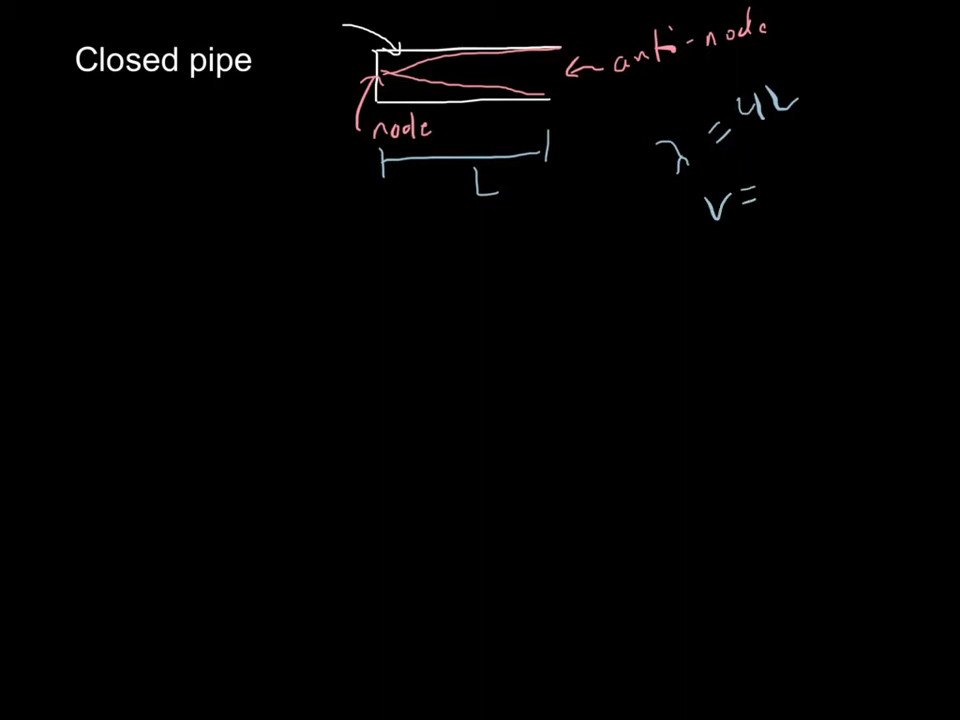 Closed pipe
anti-node
node
L
λ = 4L
v =